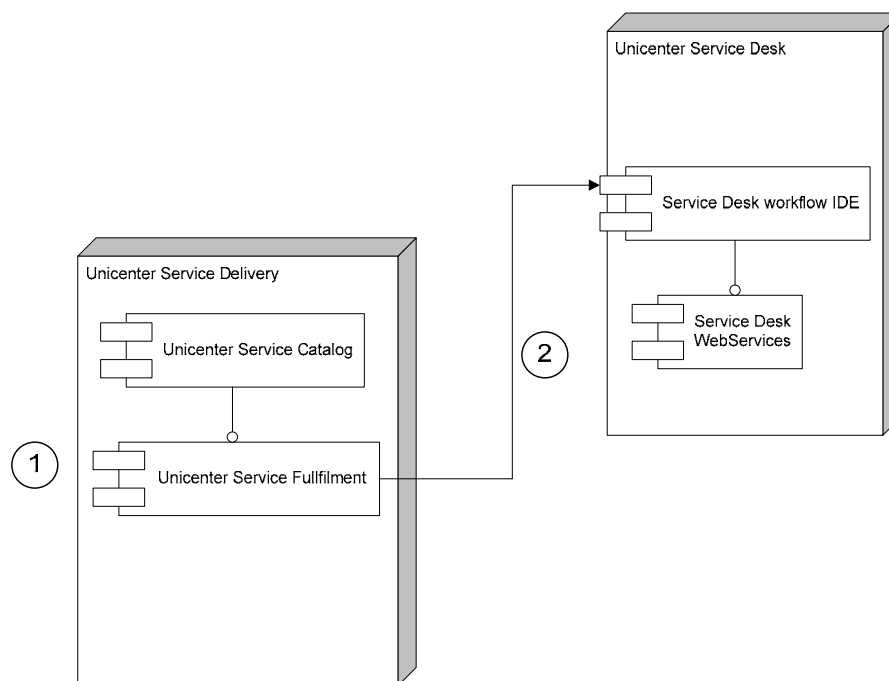 Unicenter Service Desk
Service Desk workflow IDE
Service Desk
WebServices
Unicenter Service Delivery
Unicenter Service Catalog
Unicenter Service Fullfilment
1
2